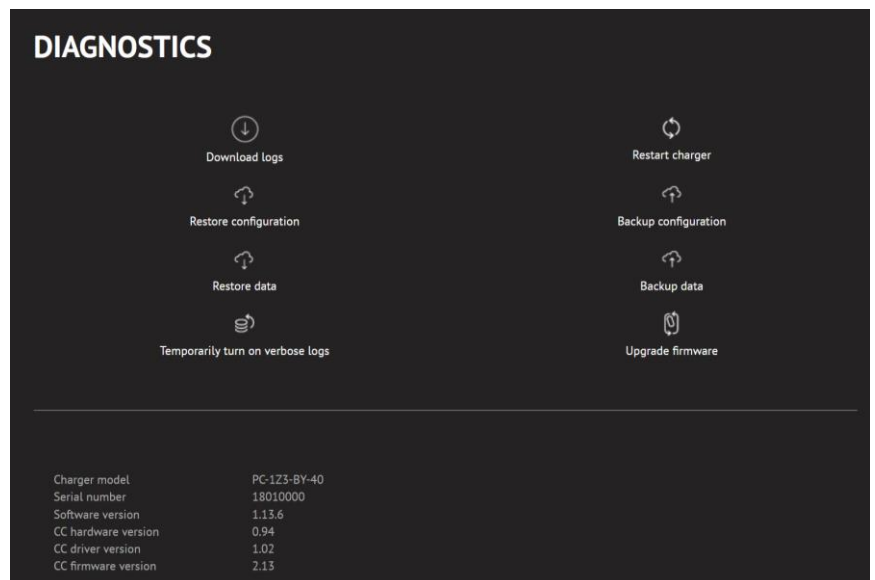 DIAGNOSTICS
Download logs
Restart charger
Restore configuration
Backup configuration
Restore data
Backup data
Temporarily turn on verbose logs
Upgrade firmware
Charger model PC-1Z3-BY-40
Serial number 18010000
Software version 1.13.6
CC hardware version 0.94
CC driver version 1.02
CC firmware version 2.13